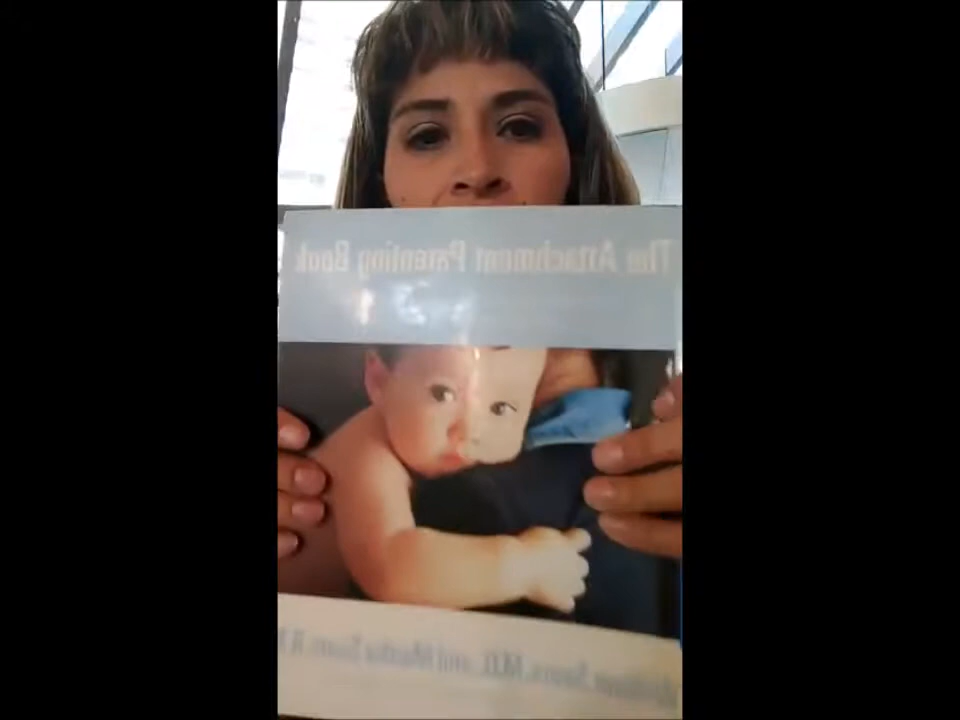 The Attachment Parenting Book
Sears, M.D., and Martha Sears, R.